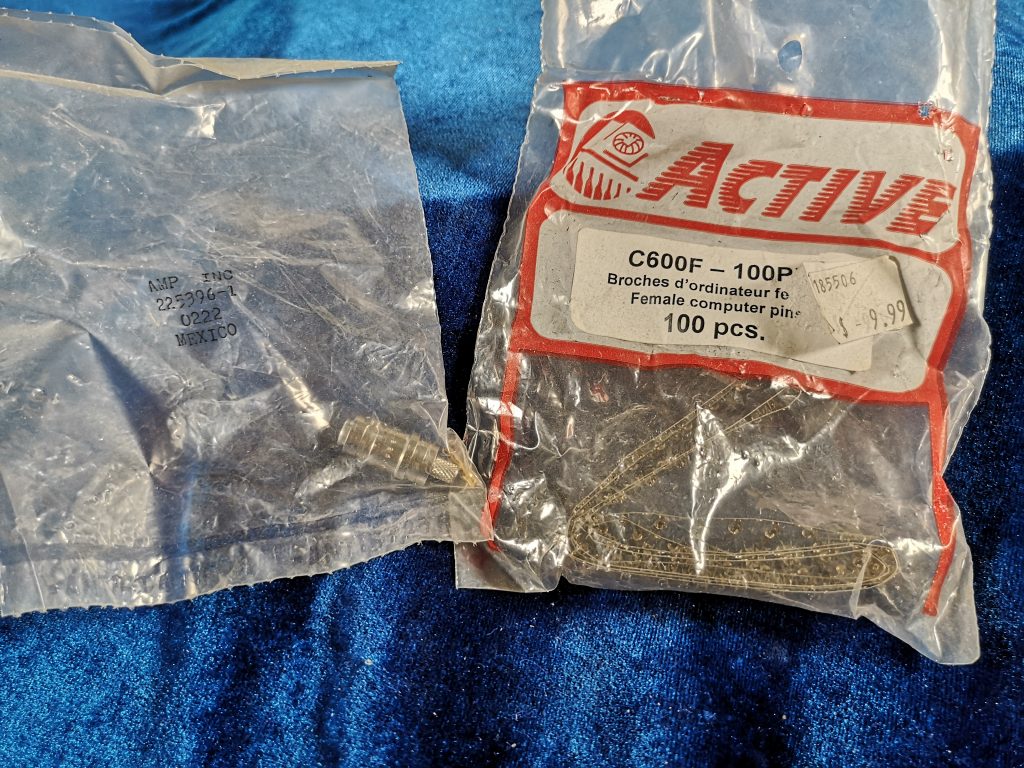 AMP INC
225396-1
0222
MEXICO
ACTIVE
C600F – 100P
Broches d'ordinateur fe
Female computer pins
100 pcs.
185506
$ - 9.99